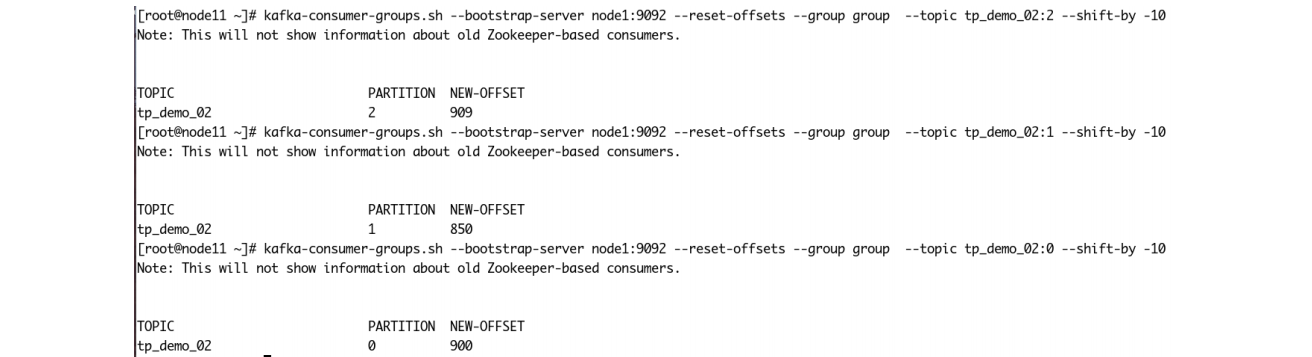 [root@node11 ~]# kafka-consumer-groups.sh --bootstrap-server node1:9092 --reset-offsets --group group  --topic tp_demo_02:2 --shift-by -10
Note: This will not show information about old Zookeeper-based consumers.
TOPIC                          PARTITION  NEW-OFFSET
tp_demo_02                     2          909
[root@node11 ~]# kafka-consumer-groups.sh --bootstrap-server node1:9092 --reset-offsets --group group  --topic tp_demo_02:1 --shift-by -10
Note: This will not show information about old Zookeeper-based consumers.
TOPIC                          PARTITION  NEW-OFFSET
tp_demo_02                     1          850
[root@node11 ~]# kafka-consumer-groups.sh --bootstrap-server node1:9092 --reset-offsets --group group  --topic tp_demo_02:0 --shift-by -10
Note: This will not show information about old Zookeeper-based consumers.
TOPIC                          PARTITION  NEW-OFFSET
tp_demo_02                     0          900